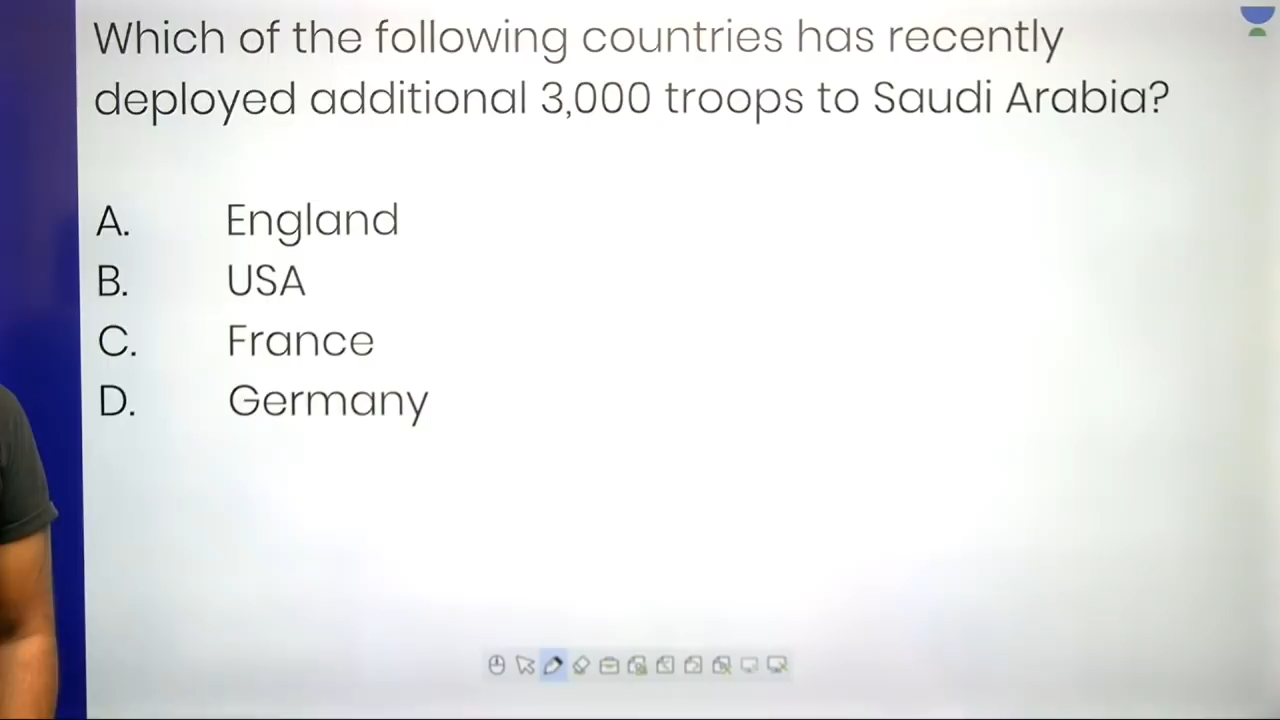 Which of the following countries has recently
deployed additional 3,000 troops to Saudi Arabia?
A. England
B. USA
C. France
D. Germany